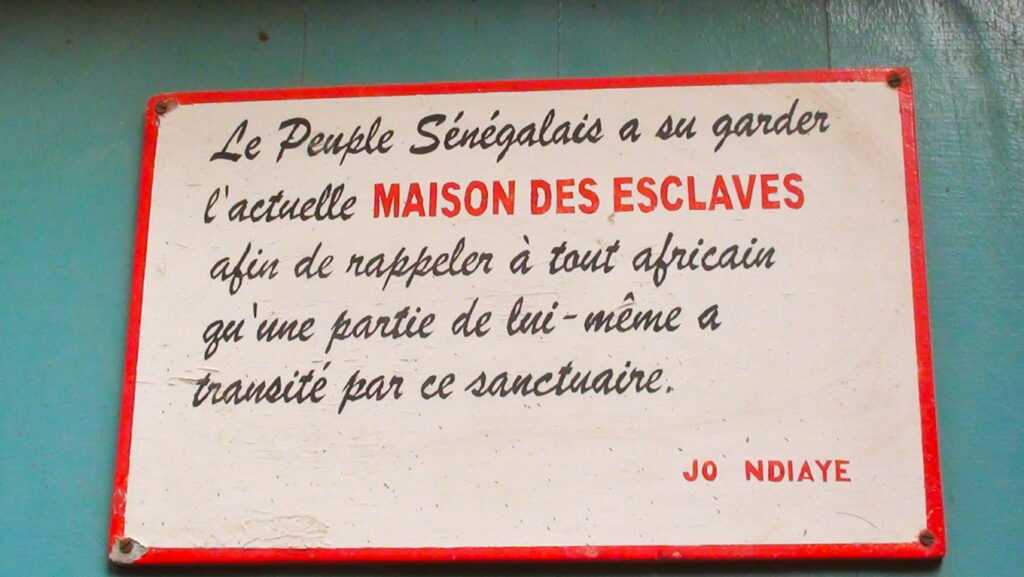 Le Peuple Sénégalais a su garder
l'actuelle MAISON DES ESCLAVES
afin de rappeler à tout africain
qu'une partie de lui-même a
transité par ce sanctuaire.
JO NDIAYE